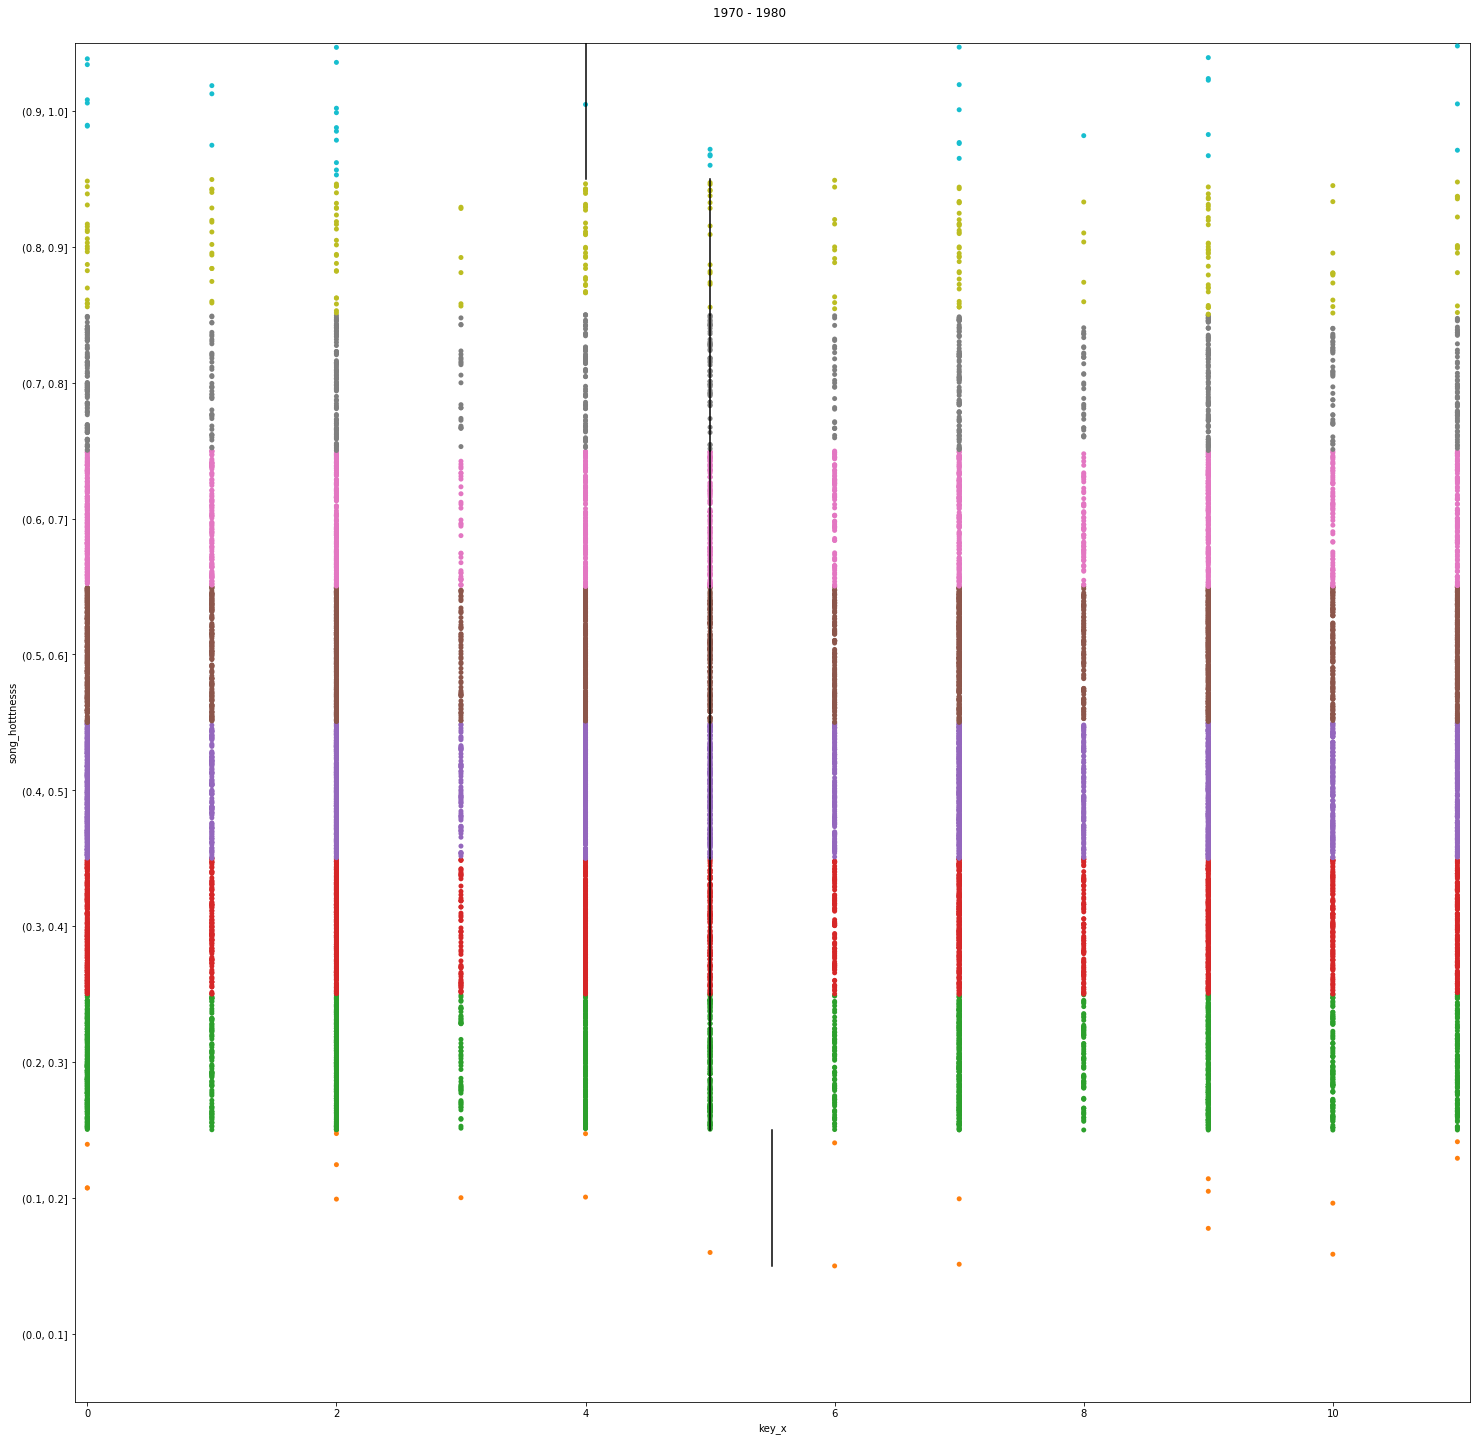 1970 - 1980
(0.9, 1.0]
(0.8, 0.9]
(0.7, 0.8]
(0.6, 0.7]
(0.5, 0.6]
(0.4, 0.5]
(0.3, 0.4]
(0.2, 0.3]
(0.1, 0.2]
(0.0, 0.1]
song_hotttnesss
0 2 4 6 8 10
key_x